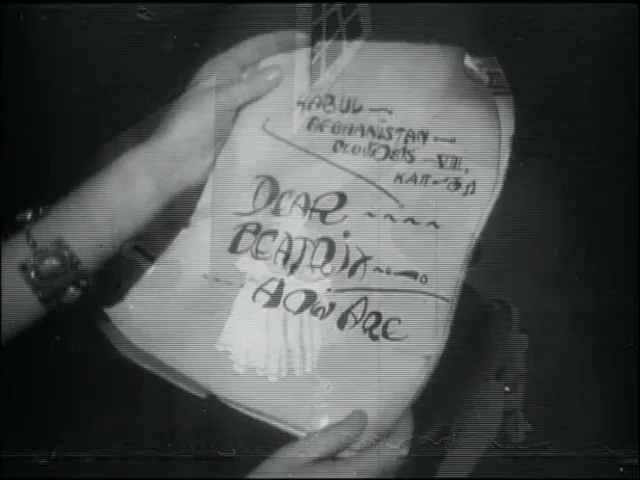 KABUL —
AFGHANISTAN —
DEAR ~~~~
BEATRIX ~—.
HOW ARE